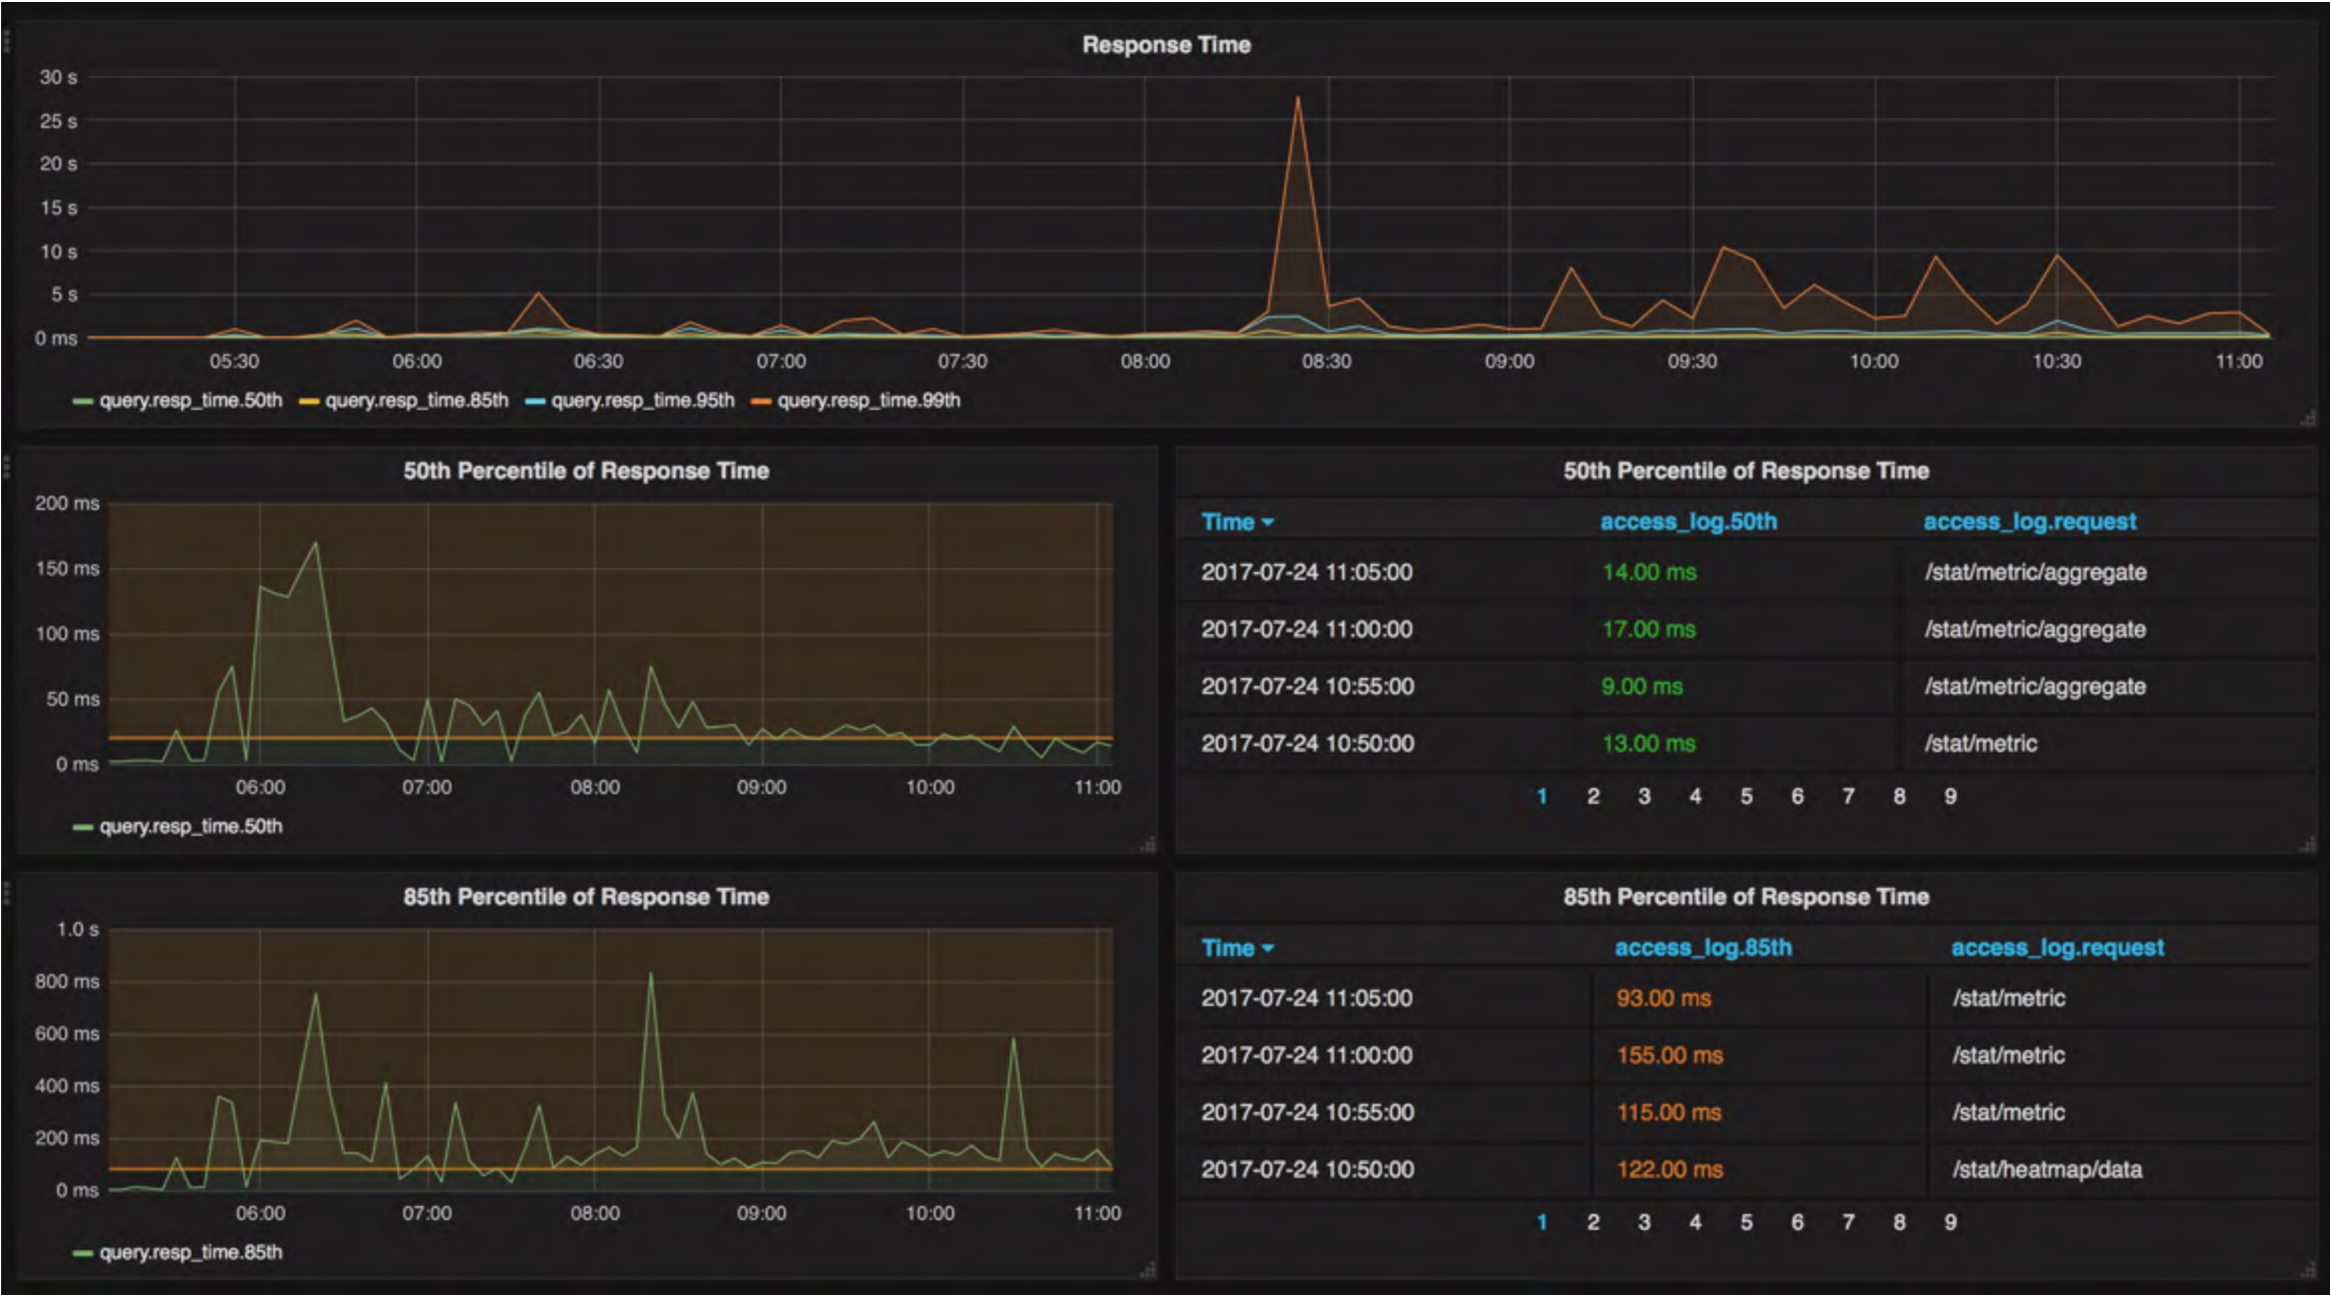 Response Time
30 s
25 s
20 s
15 s
10 s
5 s
0 ms
05:30 06:00 06:30 07:00 07:30 08:00 08:30 09:00 09:30 10:00 10:30 11:00
query.resp_time.50th query.resp_time.85th query.resp_time.95th query.resp_time.99th
50th Percentile of Response Time
200 ms
150 ms
100 ms
50 ms
0 ms
06:00 07:00 08:00 09:00 10:00 11:00
query.resp_time.50th
50th Percentile of Response Time
Time access_log.50th access_log.request
2017-07-24 11:05:00 14.00 ms /stat/metric/aggregate
2017-07-24 11:00:00 17.00 ms /stat/metric/aggregate
2017-07-24 10:55:00 9.00 ms /stat/metric/aggregate
2017-07-24 10:50:00 13.00 ms /stat/metric
1 2 3 4 5 6 7 8 9
85th Percentile of Response Time
1.0 s
800 ms
600 ms
400 ms
200 ms
0 ms
06:00 07:00 08:00 09:00 10:00 11:00
query.resp_time.85th
85th Percentile of Response Time
Time access_log.85th access_log.request
2017-07-24 11:05:00 93.00 ms /stat/metric
2017-07-24 11:00:00 155.00 ms /stat/metric
2017-07-24 10:55:00 115.00 ms /stat/metric
2017-07-24 10:50:00 122.00 ms /stat/heatmap/data
1 2 3 4 5 6 7 8 9